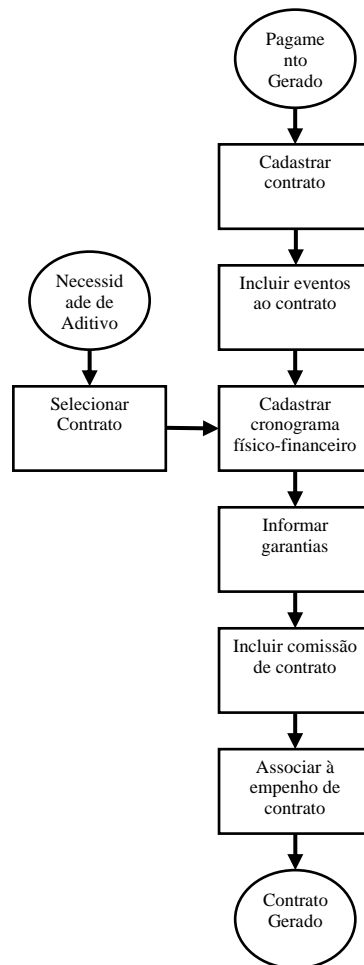 Pagame
nto
Gerado
Cadastrar
contrato
Incluir eventos
ao contrato
Necessid
ade de
Aditivo
Selecionar
Contrato
Cadastrar
cronograma
físico-financeiro
Informar
garantias
Incluir comissão
de contrato
Associar à
empenho de
contrato
Contrato
Gerado